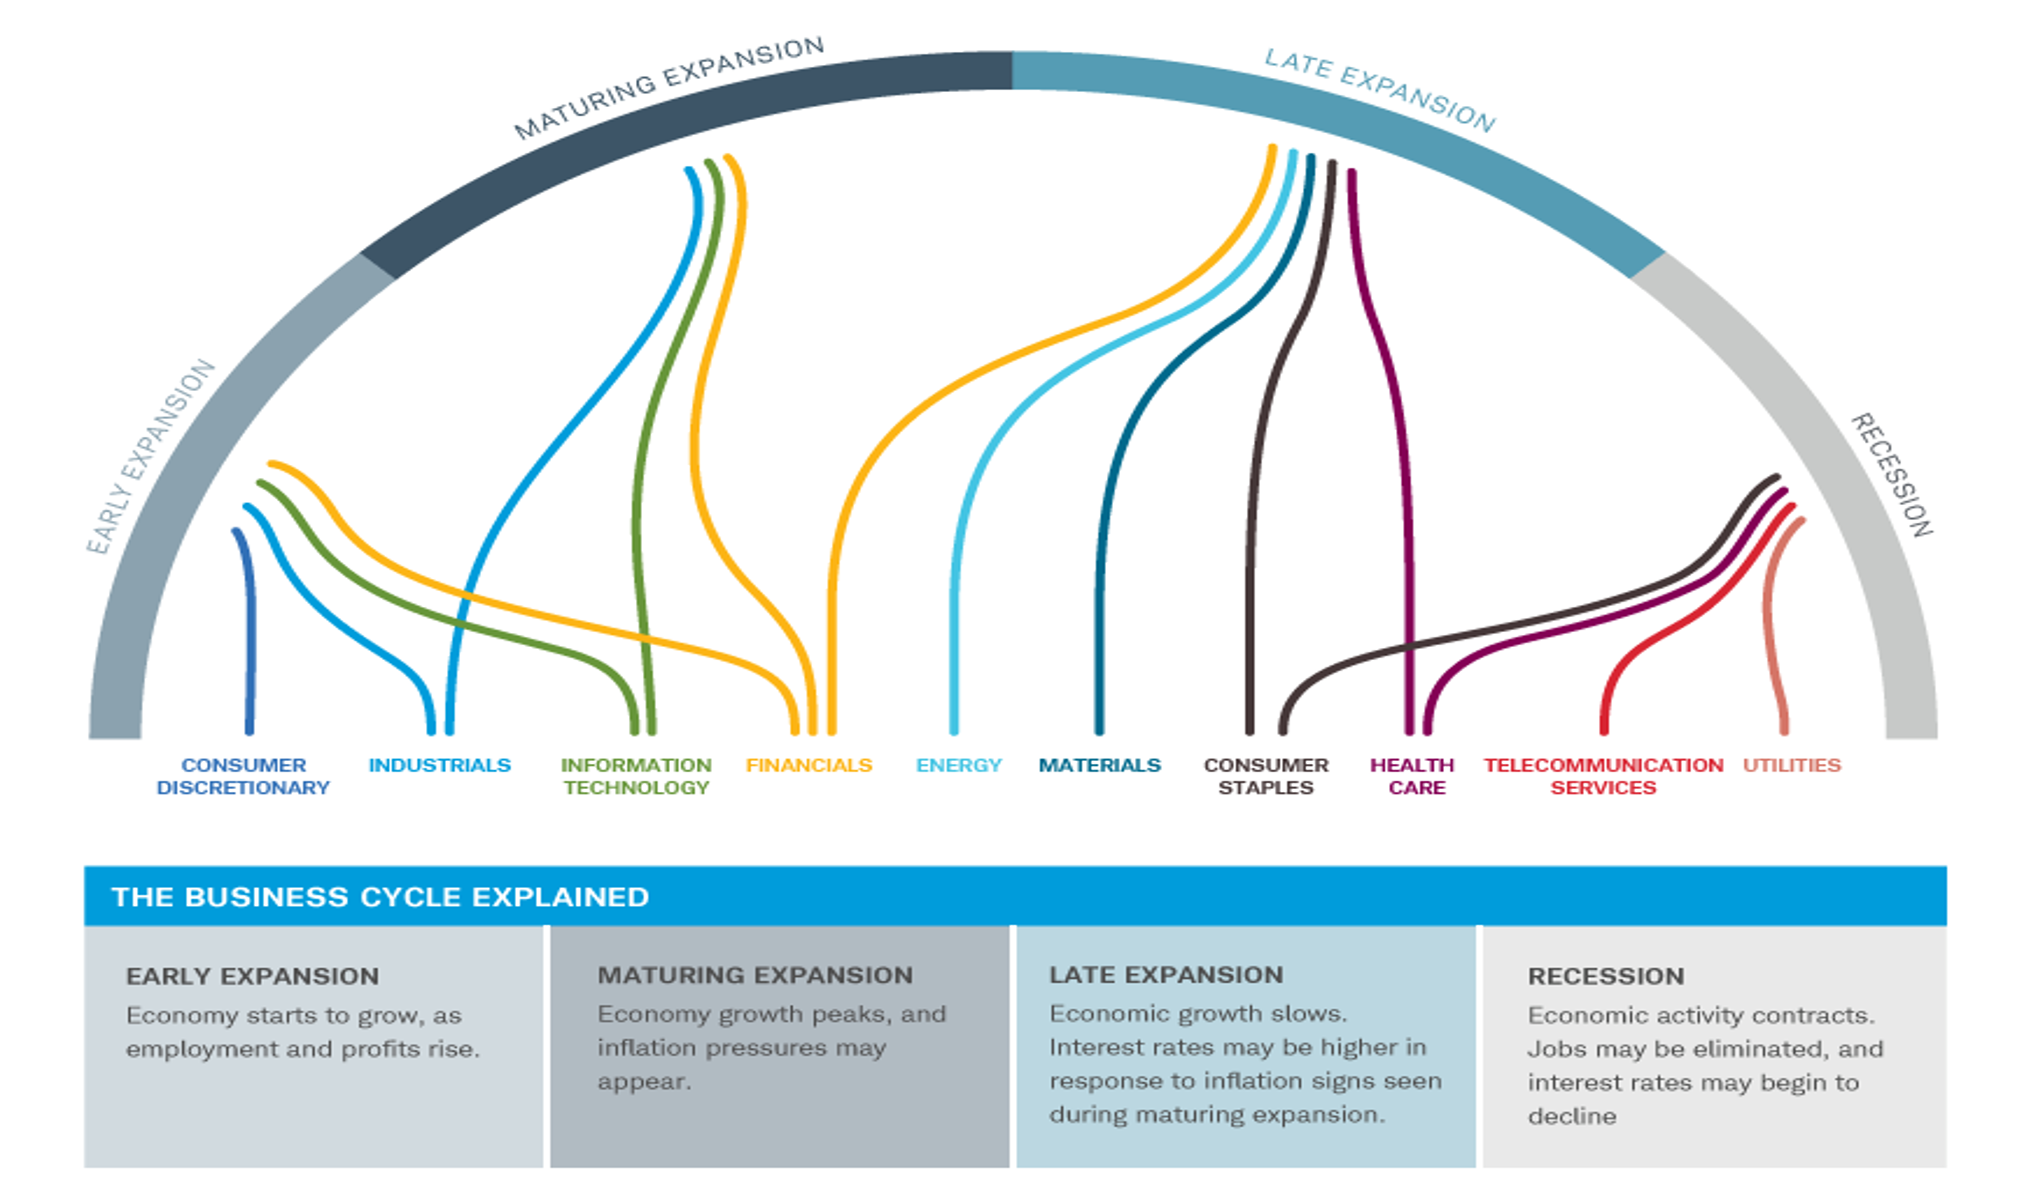 MATURING EXPANSION
LATE EXPANSION
EARLY EXPANSION
RECESSION
CONSUMER
DISCRETIONARY
INDUSTRIALS
INFORMATION
TECHNOLOGY
FINANCIALS
ENERGY
MATERIALS
CONSUMER
STAPLES
HEALTH
CARE
TELECOMMUNICATION
SERVICES
UTILITIES
THE BUSINESS CYCLE EXPLAINED
EARLY EXPANSION
Economy starts to grow, as
employment and profits rise.
MATURING EXPANSION
Economy growth peaks, and
inflation pressures may
appear.
LATE EXPANSION
Economic growth slows.
Interest rates may be higher in
response to inflation signs seen
during maturing expansion.
RECESSION
Economic activity contracts.
Jobs may be eliminated, and
interest rates may begin to
decline